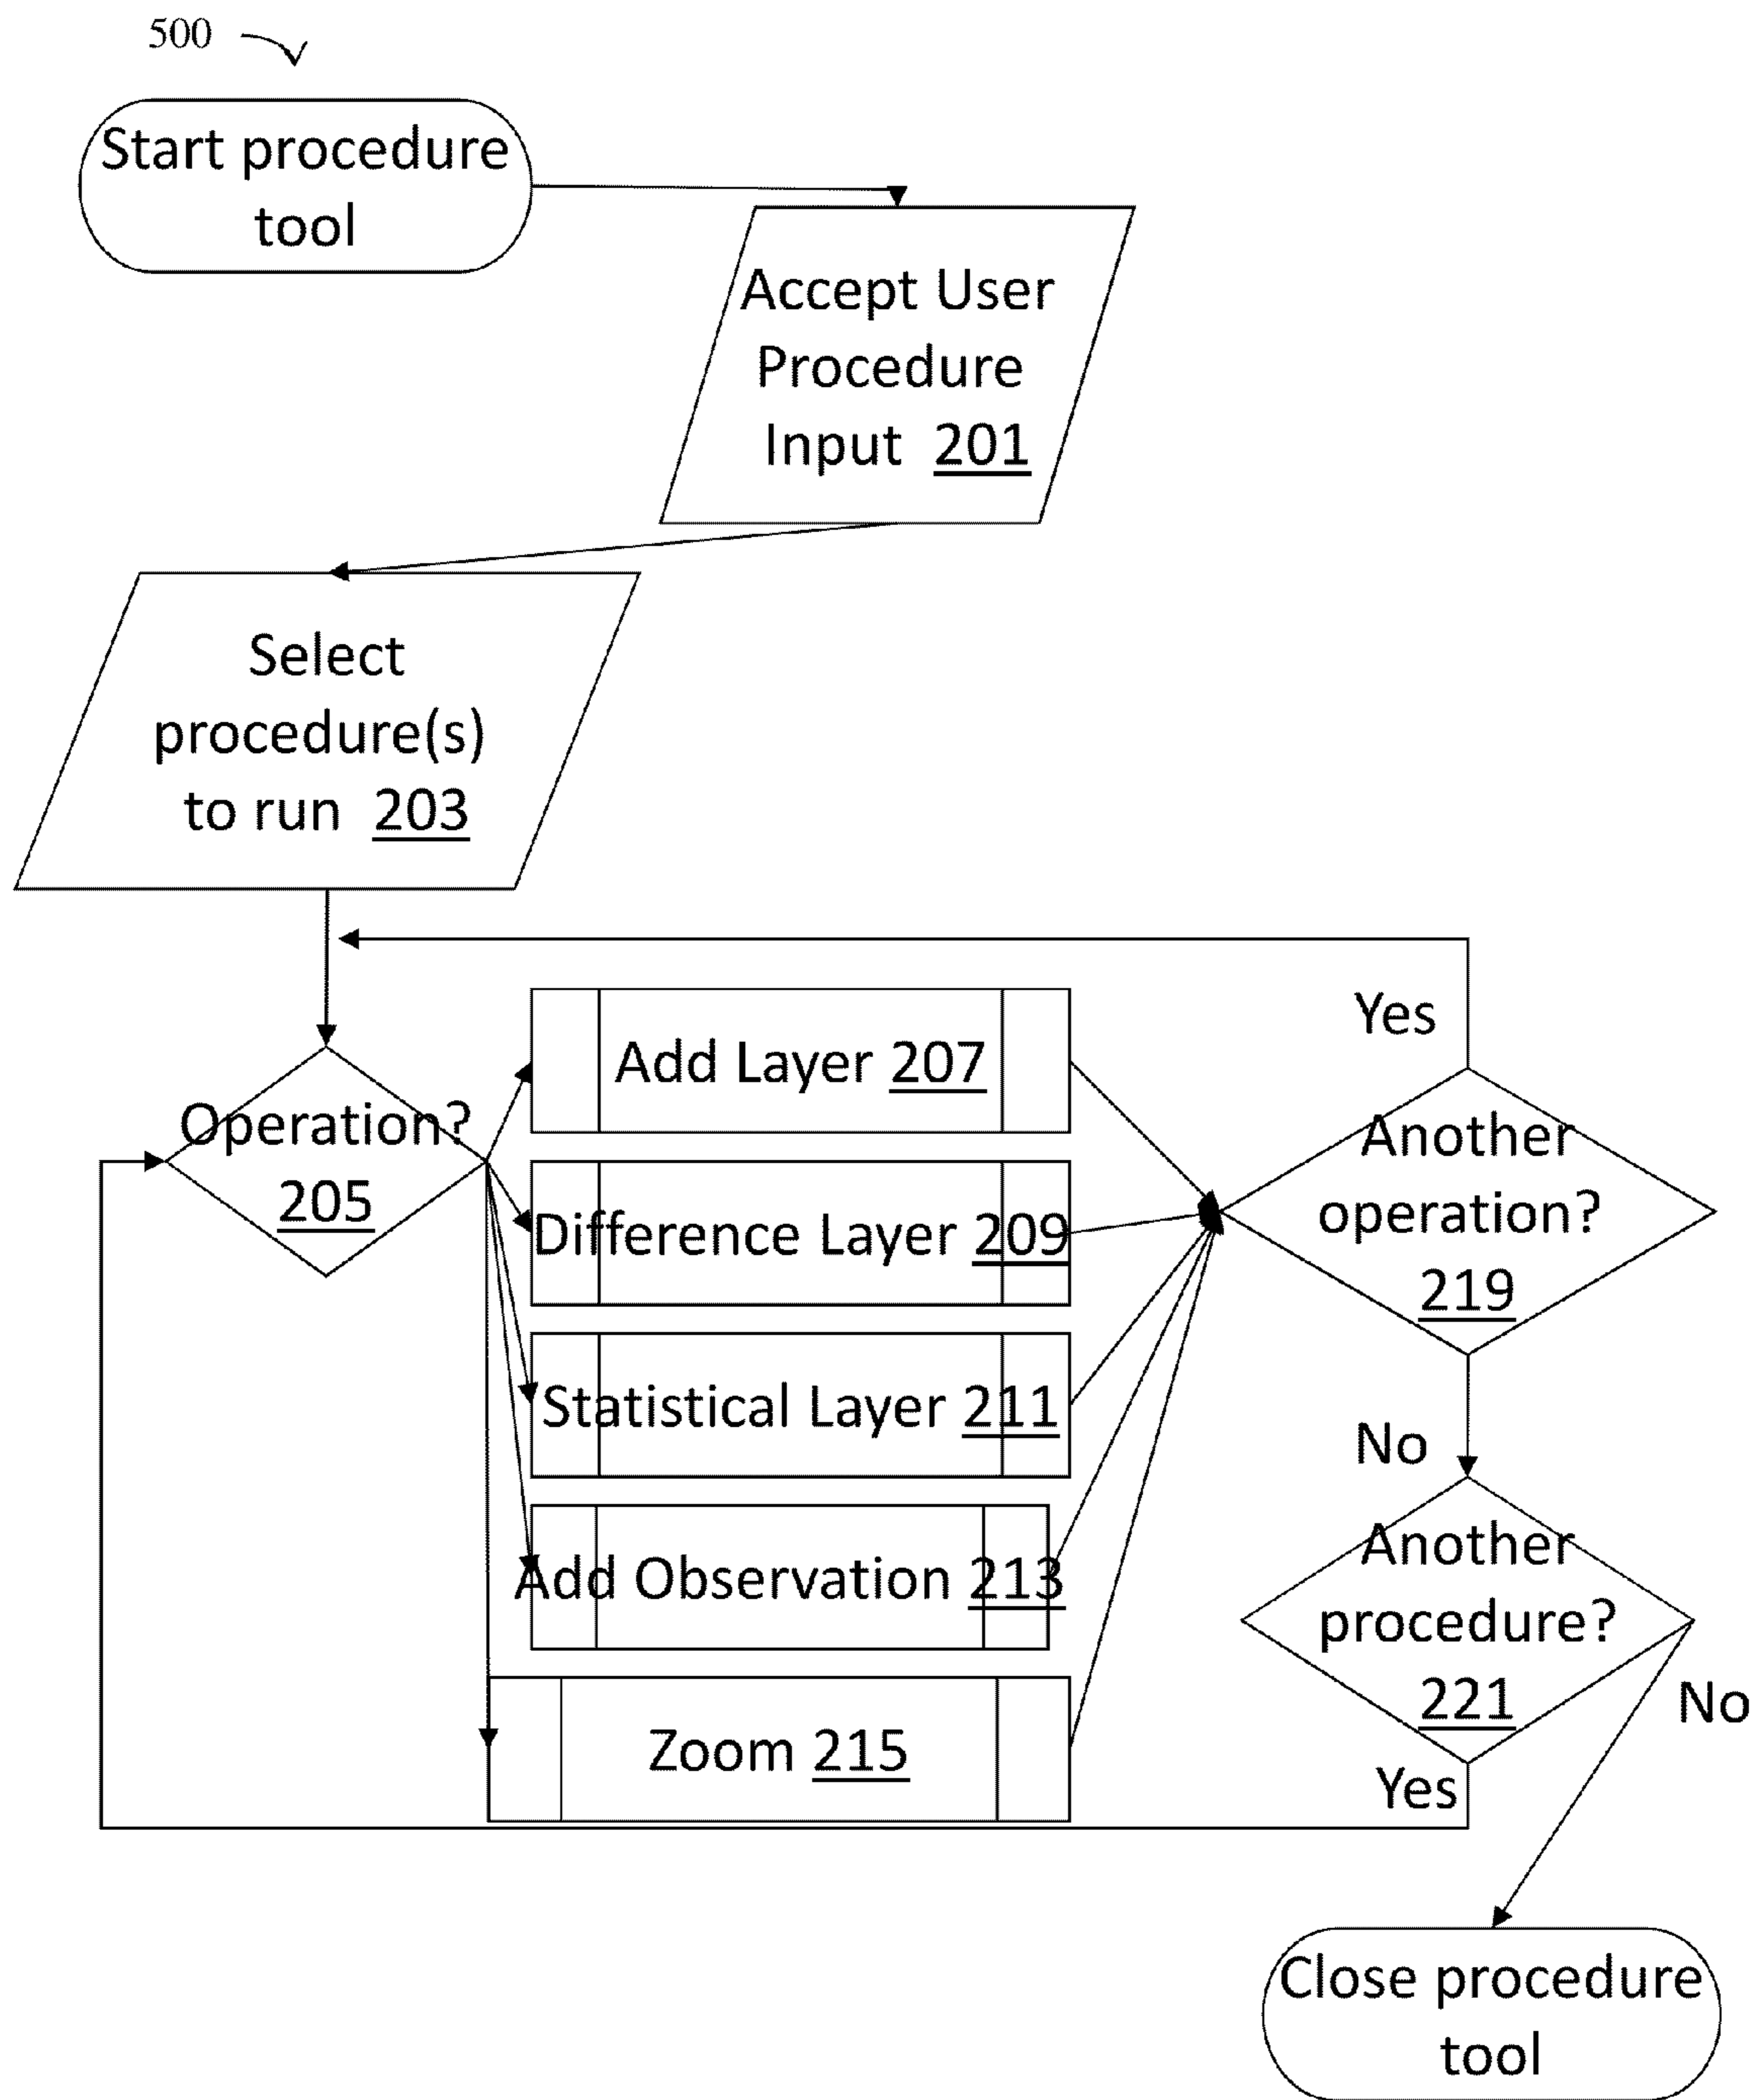 500
Start procedure
tool
Accept User
Procedure
Input 201
Select
procedure(s)
to run 203
Yes
Add Layer 207
Operation?
205
Another
operation?
219
Difference Layer 209
Statistical Layer 211
No
Add Observation 213
Another
procedure?
221
No
Zoom 215
Yes
Close procedure
tool